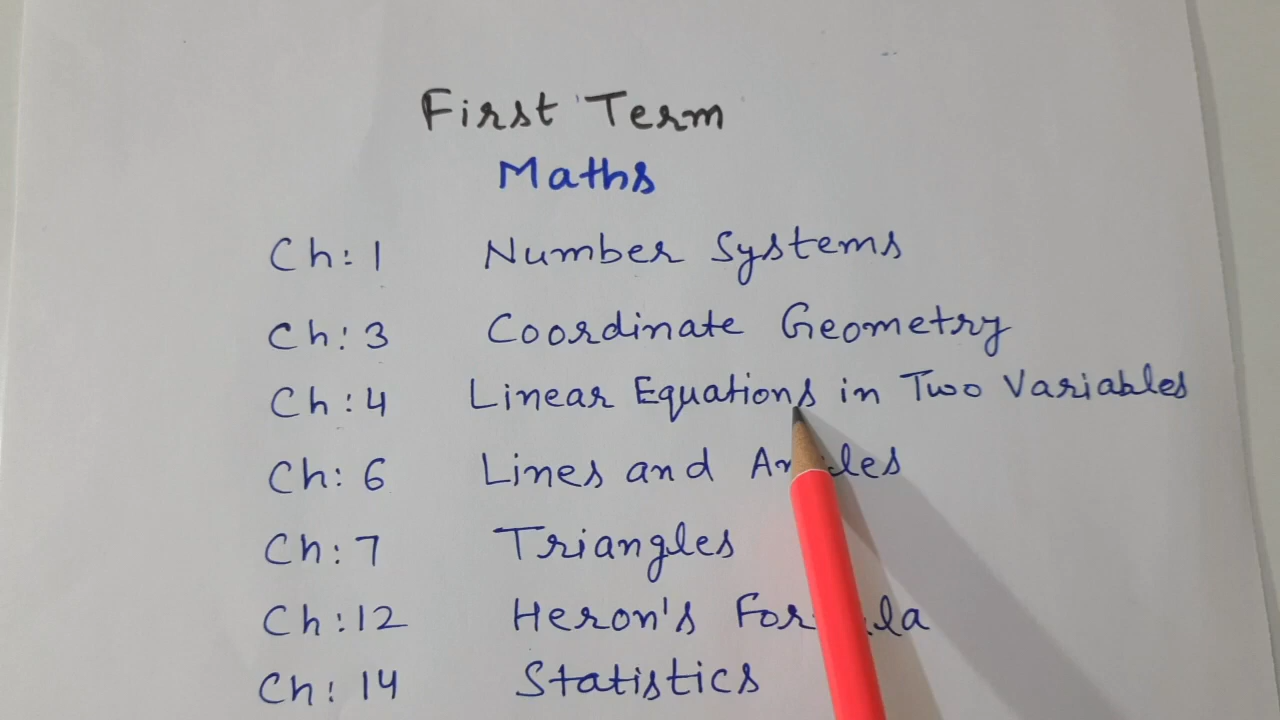 First Term
Maths
Ch: 1 Number Systems
Ch: 3 Coordinate Geometry
Ch: 4 Linear Equations in Two Variables
Ch: 6 Lines and
Ch: 7 Triangles
Ch: 12 Heron's
Ch: 14 Statistics